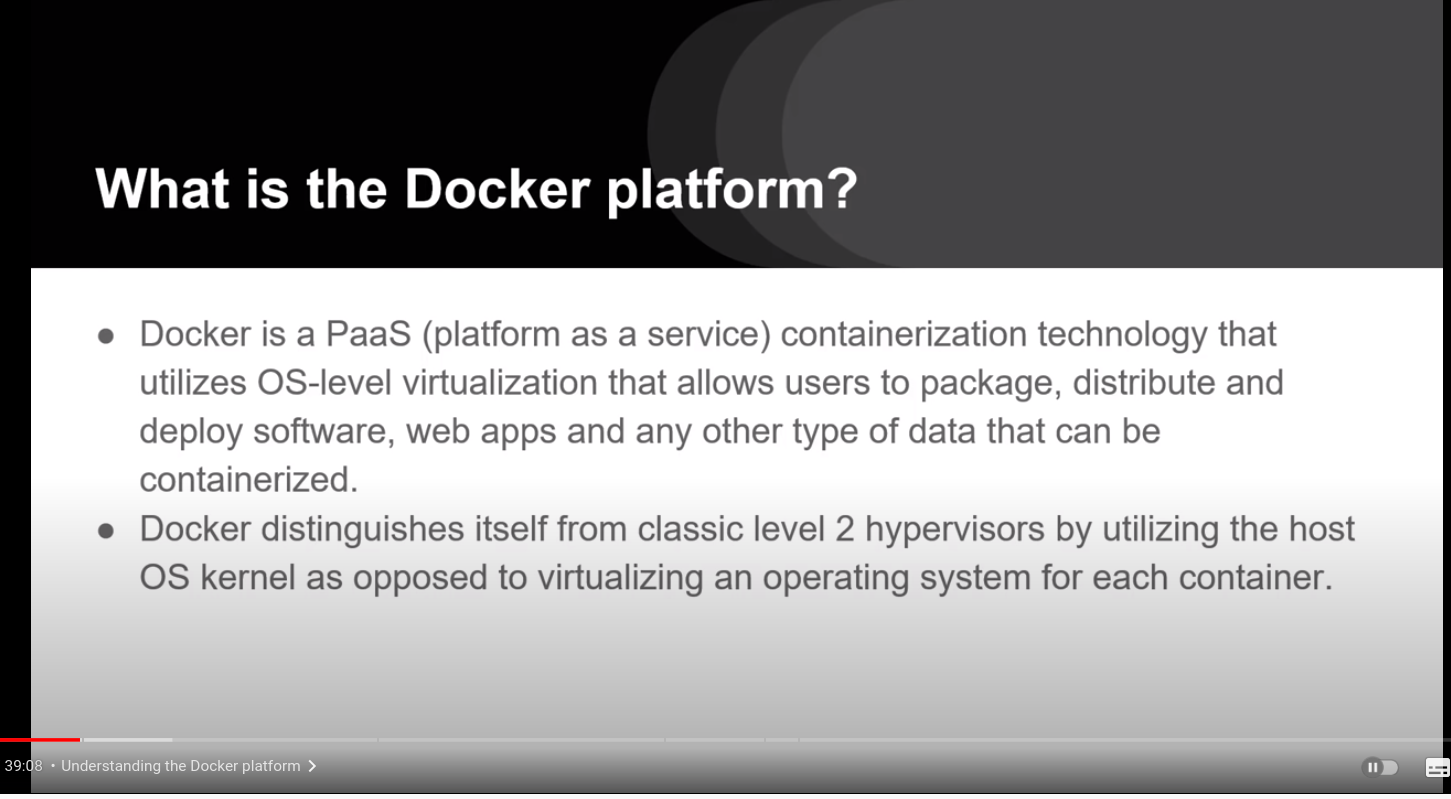 What is the Docker platform?
● Docker is a PaaS (platform as a service) containerization technology that
utilizes OS-level virtualization that allows users to package, distribute and
deploy software, web apps and any other type of data that can be
containerized.
● Docker distinguishes itself from classic level 2 hypervisors by utilizing the host
OS kernel as opposed to virtualizing an operating system for each container.
39:08 • Understanding the Docker platform